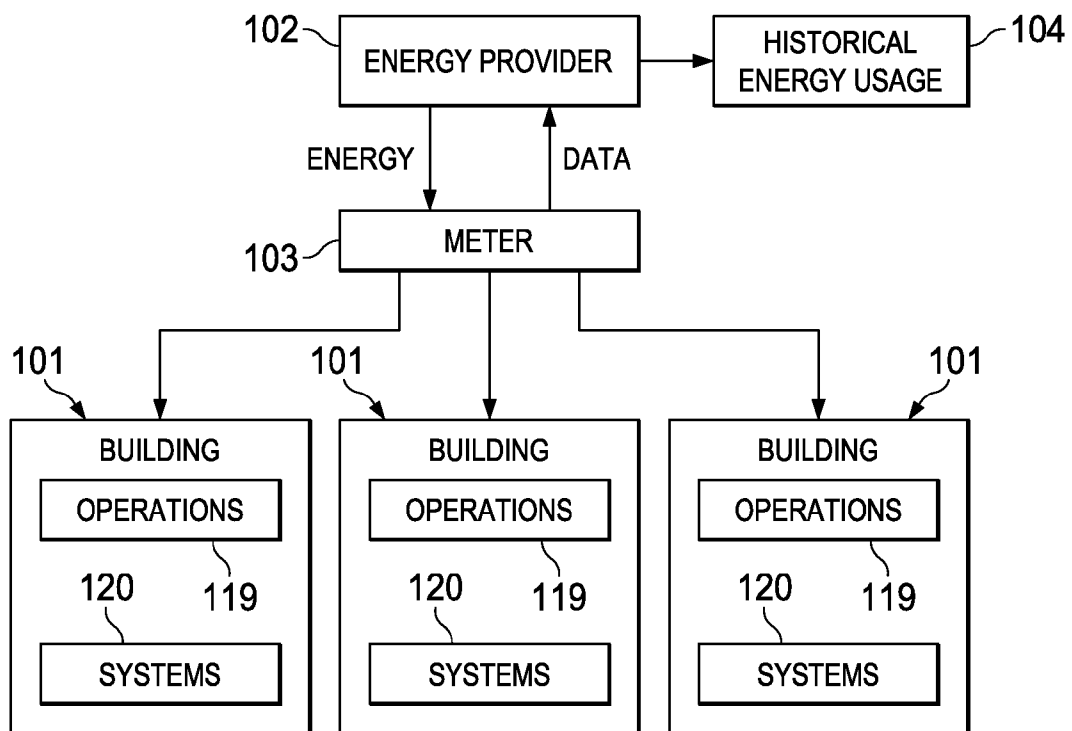 102
ENERGY PROVIDER
HISTORICAL
ENERGY USAGE
104
ENERGY
DATA
103
METER
101
101
101
BUILDING
BUILDING
BUILDING
OPERATIONS
OPERATIONS
OPERATIONS
119
119
119
120
120
120
SYSTEMS
SYSTEMS
SYSTEMS